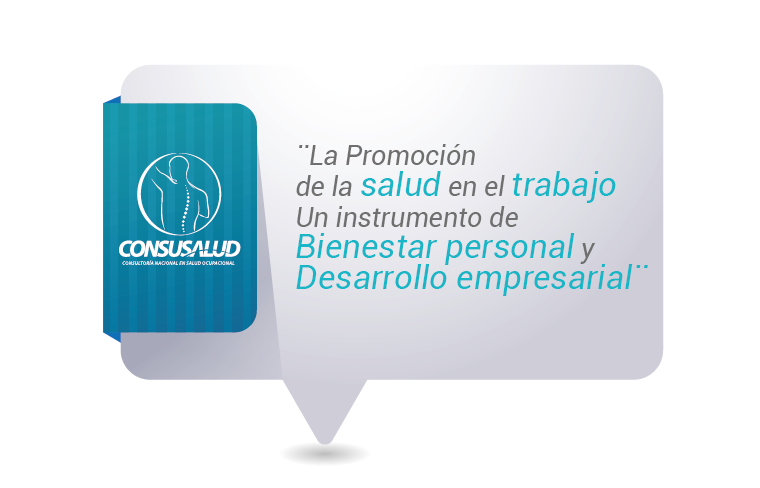 CONSUSALUD
CONSULTORÍA NACIONAL EN SALUD OCUPACIONAL
¨La Promoción
de la salud en el trabajo
Un instrumento de
Bienestar personal y
Desarrollo empresarial¨